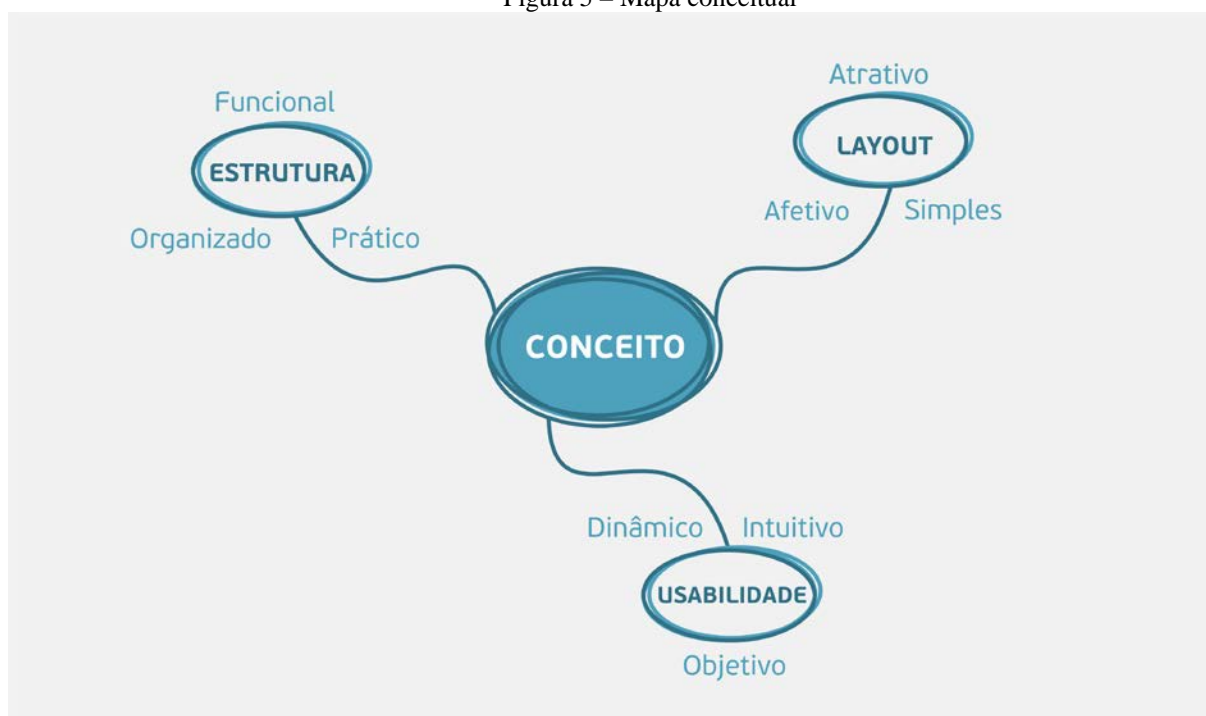 Figura 5 – Mapa conceitual
Atrativo
LAYOUT
Afetivo Simples
Funcional
ESTRUTURA
Organizado Prático
CONCEITO
Dinâmico Intuitivo
USABILIDADE
Objetivo